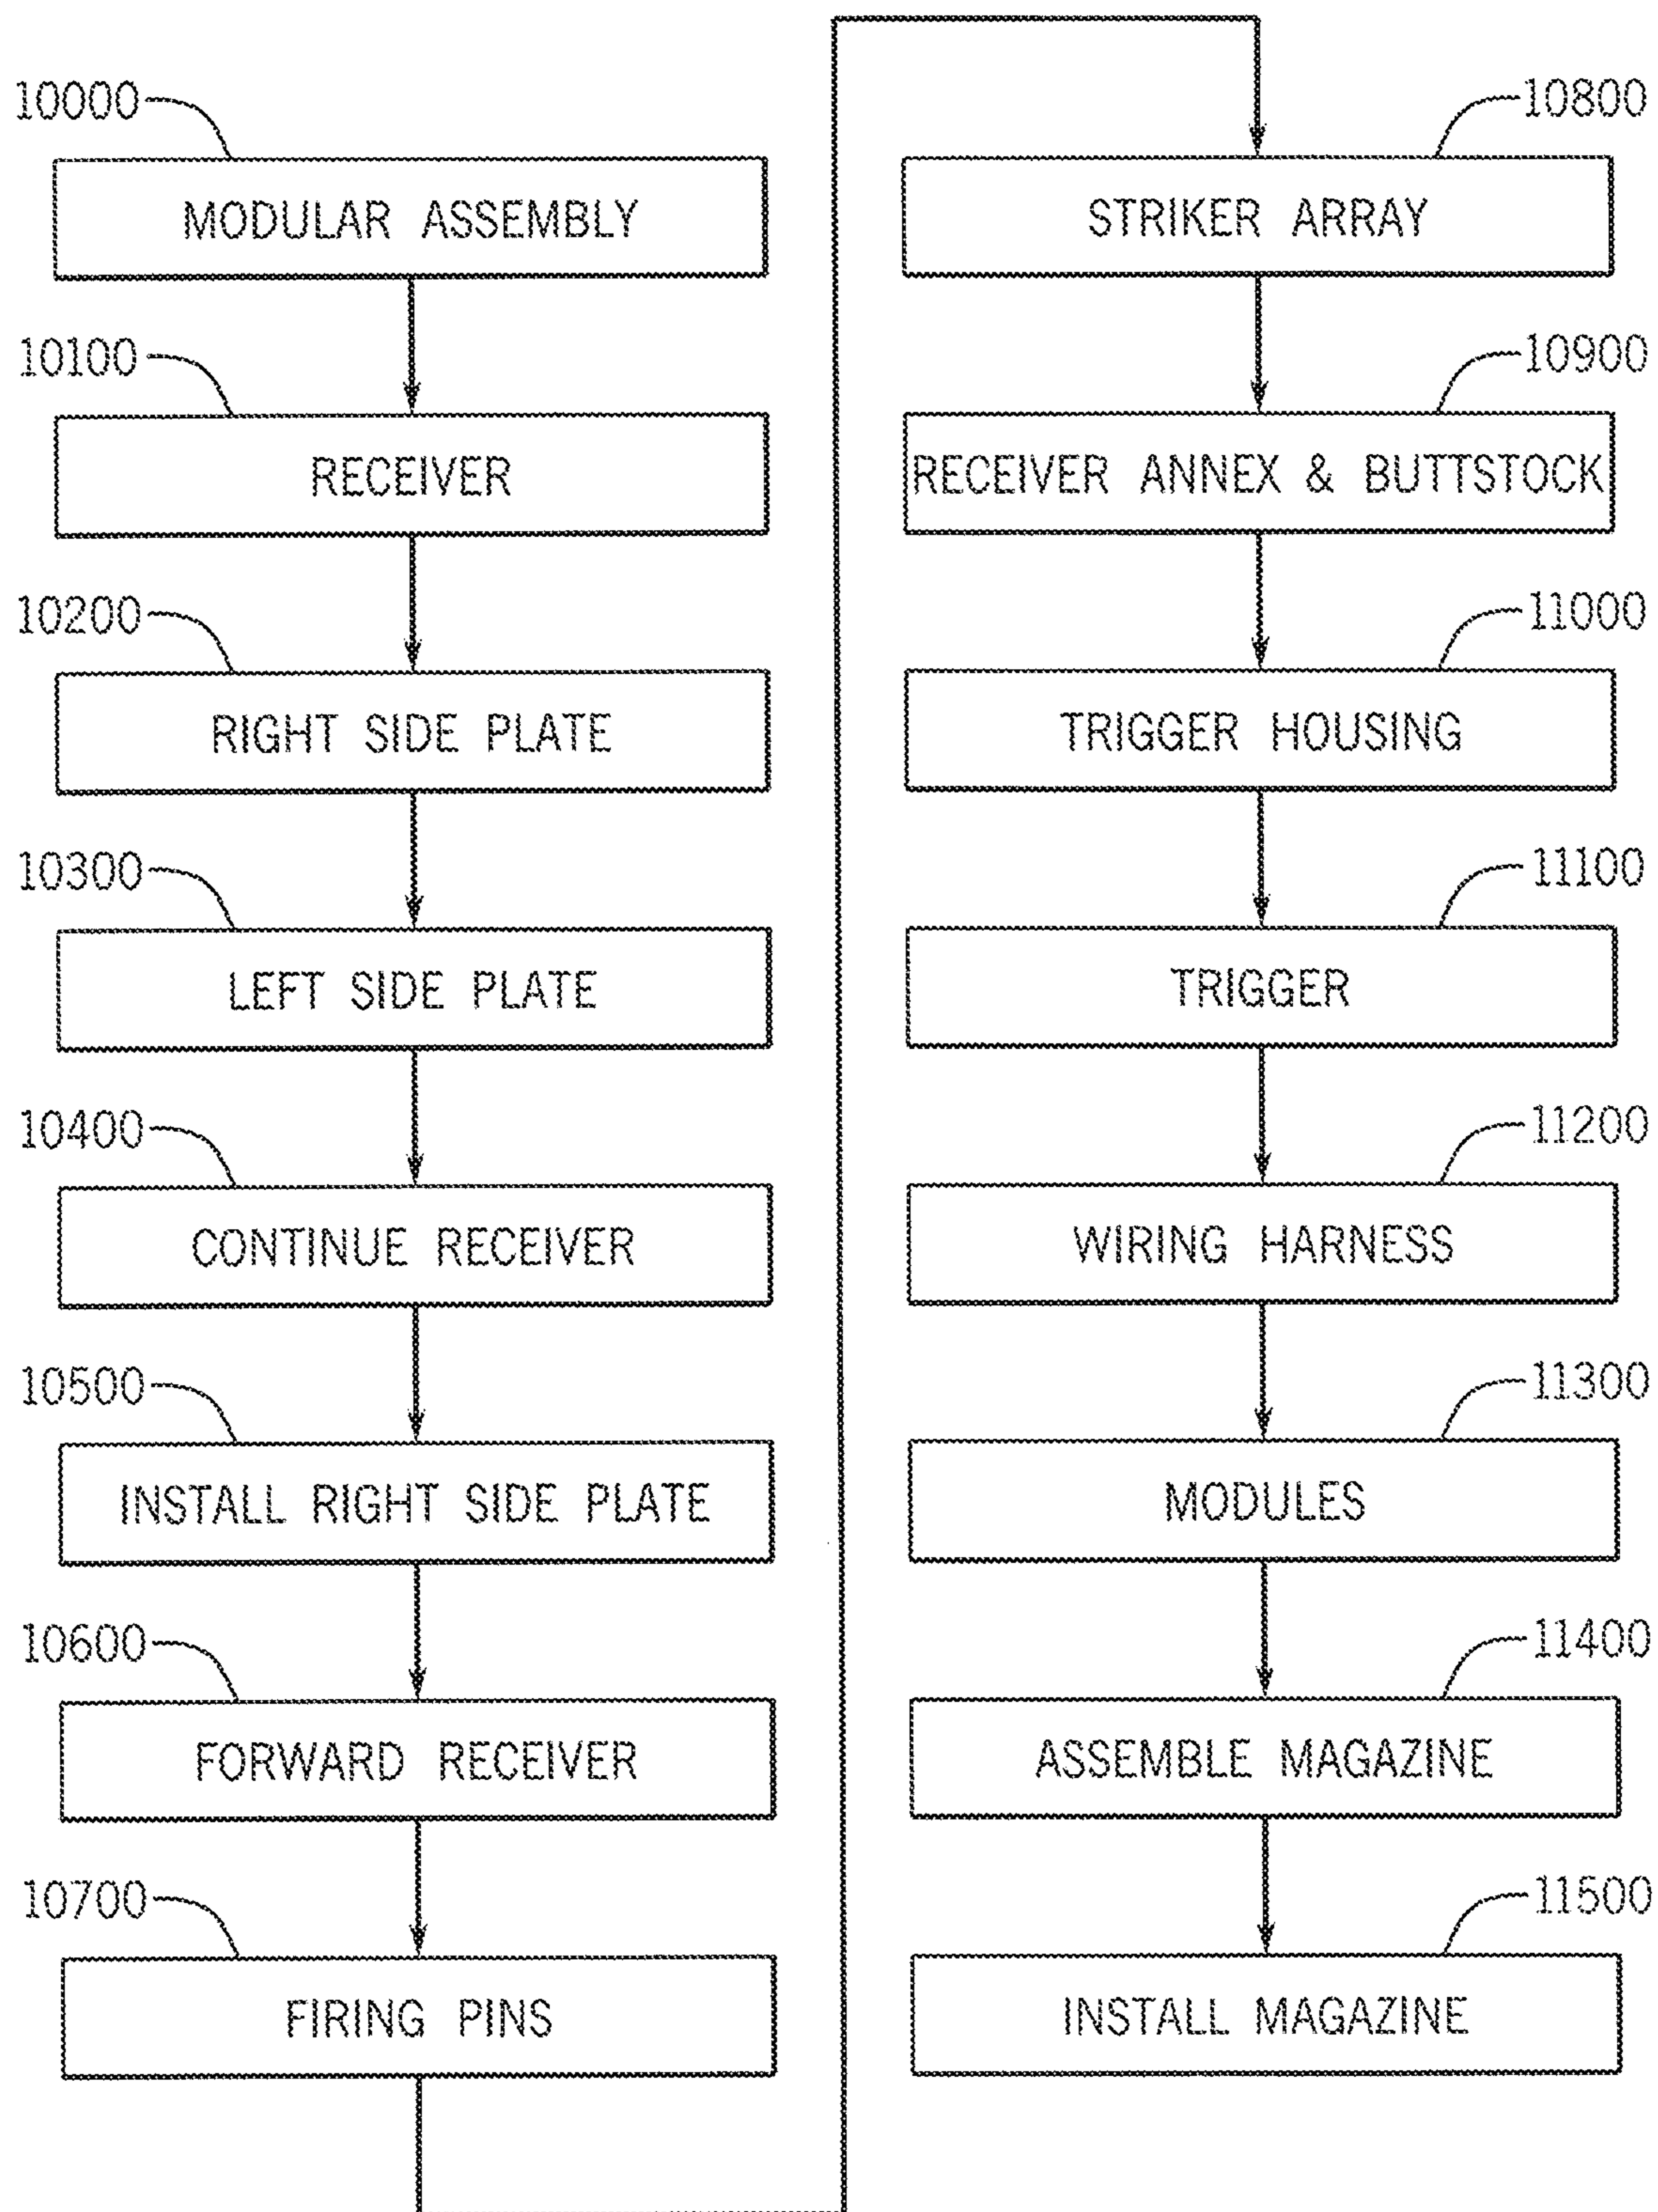 10000
MODULAR ASSEMBLY
10100
RECEIVER
10200
RIGHT SIDE PLATE
10300
LEFT SIDE PLATE
10400
CONTINUE RECEIVER
10500
INSTALL RIGHT SIDE PLATE
10600
FORWARD RECEIVER
10700
FIRING PINS
10800
STRIKER ARRAY
10900
RECEIVER ANNEX & BUTTSTOCK
11000
TRIGGER HOUSING
11100
TRIGGER
11200
WIRING HARNESS
11300
MODULES
11400
ASSEMBLE MAGAZINE
11500
INSTALL MAGAZINE